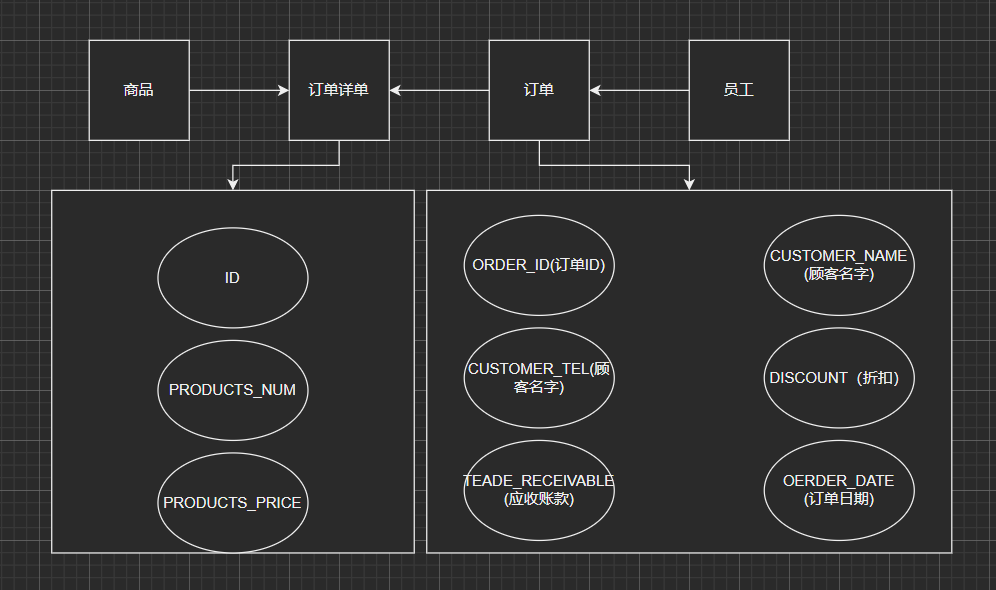 商品
订单详单
订单
员工
ID
PRODUCTS_NUM
PRODUCTS_PRICE
ORDER_ID(订单ID)
CUSTOMER_NAME
(顾客名字)
CUSTOMER_TEL(顾
客名字)
DISCOUNT（折扣）
TEADE_RECEIVABLE
(应收账款)
OERDER_DATE
(订单日期)